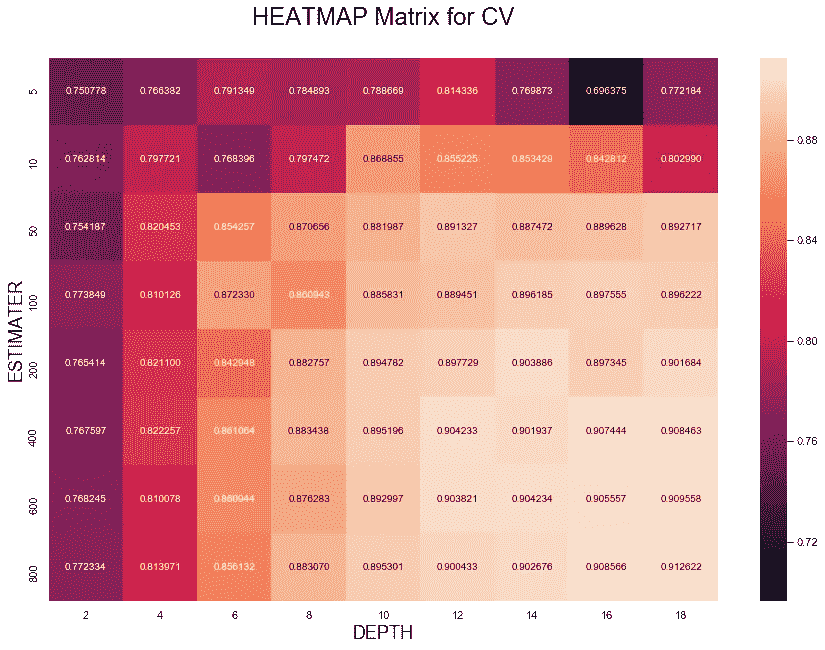 HEATMAP Matrix for CV
5 0.750778 0.766382 0.791349 0.784893 0.788669 0.814336 0.769873 0.696375 0.772184
10 0.762814 0.797721 0.768396 0.797472 0.868855 0.855225 0.853429 0.842812 0.802990
50 0.754187 0.820453 0.854257 0.870656 0.881987 0.891327 0.887472 0.889628 0.892717
100 0.773849 0.810126 0.872330 0.860943 0.885831 0.889451 0.896185 0.897555 0.896222
200 0.765414 0.821100 0.842948 0.882757 0.894782 0.897729 0.903886 0.897345 0.901684
400 0.767597 0.822257 0.861064 0.883438 0.895196 0.904233 0.901937 0.907444 0.908463
600 0.768245 0.810078 0.860944 0.876283 0.892997 0.903821 0.904234 0.905557 0.909558
800 0.772334 0.813971 0.856132 0.883070 0.895301 0.900433 0.902676 0.908566 0.912622
2 4 6 8 10 12 14 16 18
DEPTH
ESTIMATER
0.88
0.84
0.80
0.76
0.72